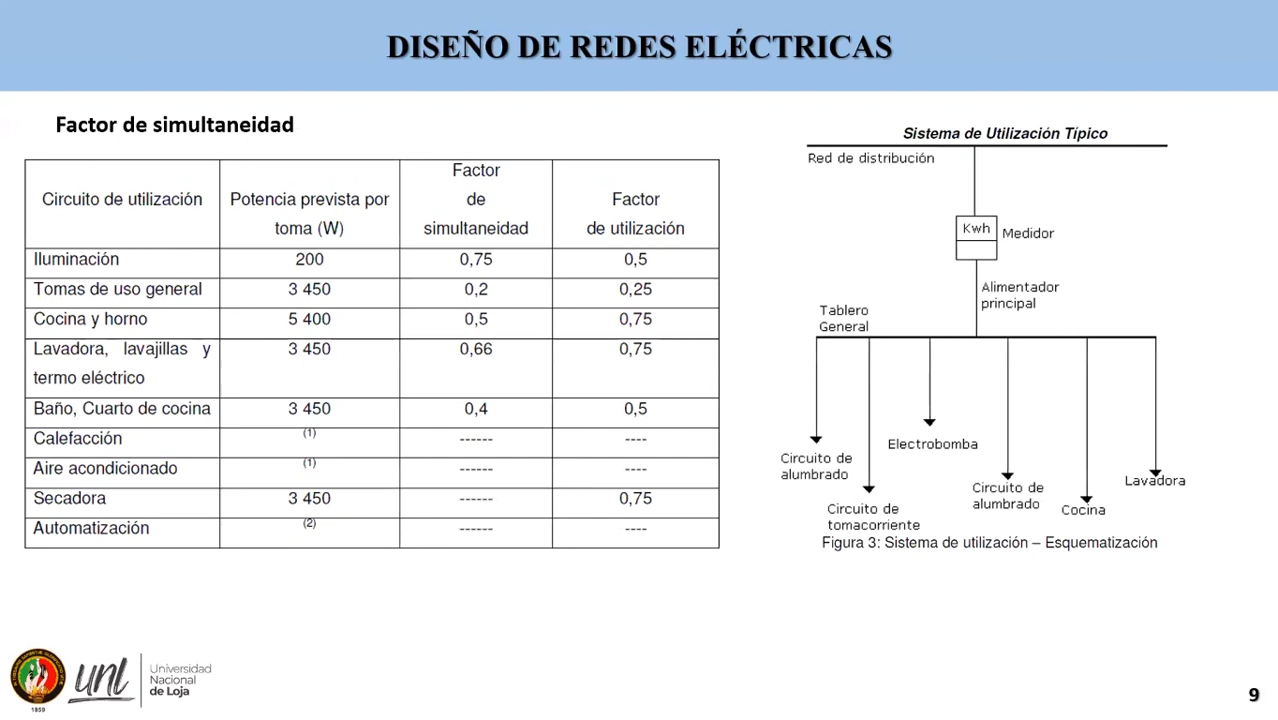 DISEÑO DE REDES ELÉCTRICAS
Factor de simultaneidad
Circuito de utilización
Potencia prevista por
toma (W)
Factor
de
simultaneidad
Factor
de utilización
Iluminación 200 0,75 0,5
Tomas de uso general 3 450 0,2 0,25
Cocina y horno 5 400 0,5 0,75
Lavadora, lavajillas y 3 450 0,66 0,75
termo eléctrico
Baño, Cuarto de cocina 3 450 0,4 0,5
Calefacción (1) ------ ----
Aire acondicionado (1) ------ ----
Secadora 3 450 ------ 0,75
Automatización (2) ------ ----
Sistema de Utilización Típico
Red de distribución
Kwh
Medidor
Alimentador
principal
Tablero
General
Circuito de
alumbrado
Circuito de
tomacorriente
Electrobomba
Circuito de
alumbrado
Cocina
Lavadora
Figura 3: Sistema de utilización – Esquematización
1859
unl
Universidad
Nacional
de Loja
9